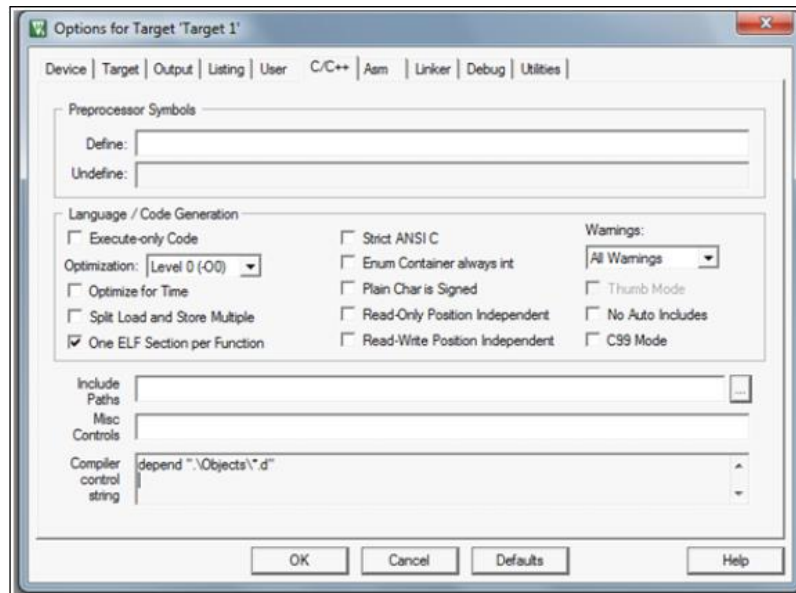 Options for Target 'Target 1'
Device | Target | Output | Listing | User | C/C++ | Asm | Linker | Debug | Utilities |
Preprocessor Symbols
Define:
Undefine:
Language / Code Generation
Execute-only Code
Optimization: Level 0 (-O0)
Optimize for Time
Split Load and Store Multiple
One ELF Section per Function
Strict ANSI C
Enum Container always int
Plain Char is Signed
Read-Only Position Independent
Read-Write Position Independent
Warnings:
All Warnings
Thumb Mode
No Auto Includes
C99 Mode
Include
Paths
...
Misc
Controls
Compiler
control
string
depend ".\Objects\*.d"
OK Cancel Defaults Help